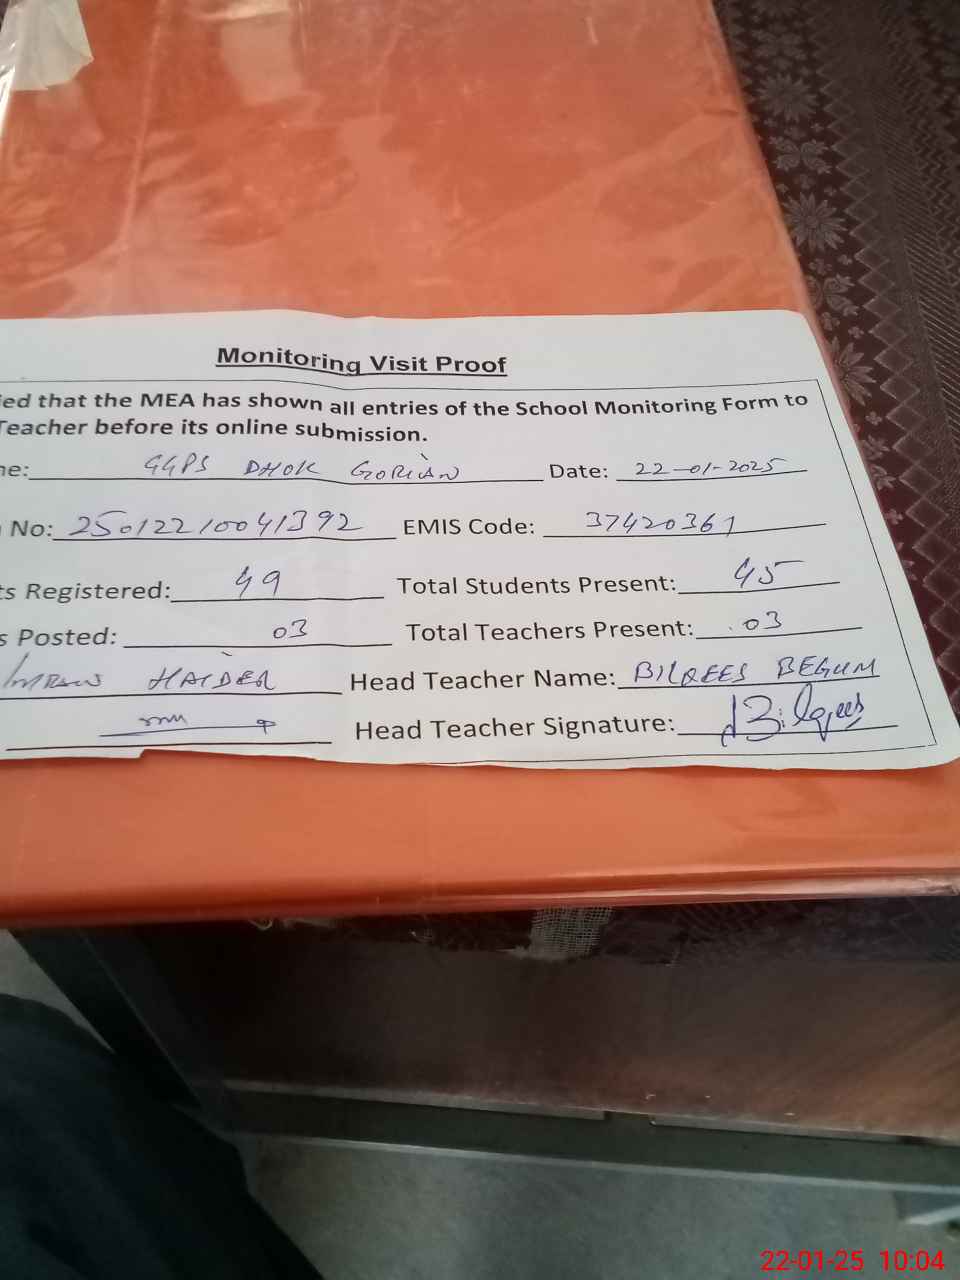 Monitoring Visit Proof
ied that the MEA has shown all entries of the School Monitoring Form to
Teacher before its online submission.
ne: GGPS DHOK GORIAN Date: 22-01-2025
No: 25012210041392 EMIS Code: 37420361
ts Registered: 49 Total Students Present: 45
s Posted: 03 Total Teachers Present: 03
IMRAN HAIDER Head Teacher Name: BILQEES BEGUM
Head Teacher Signature: Bilqees
22-01-25 10:04